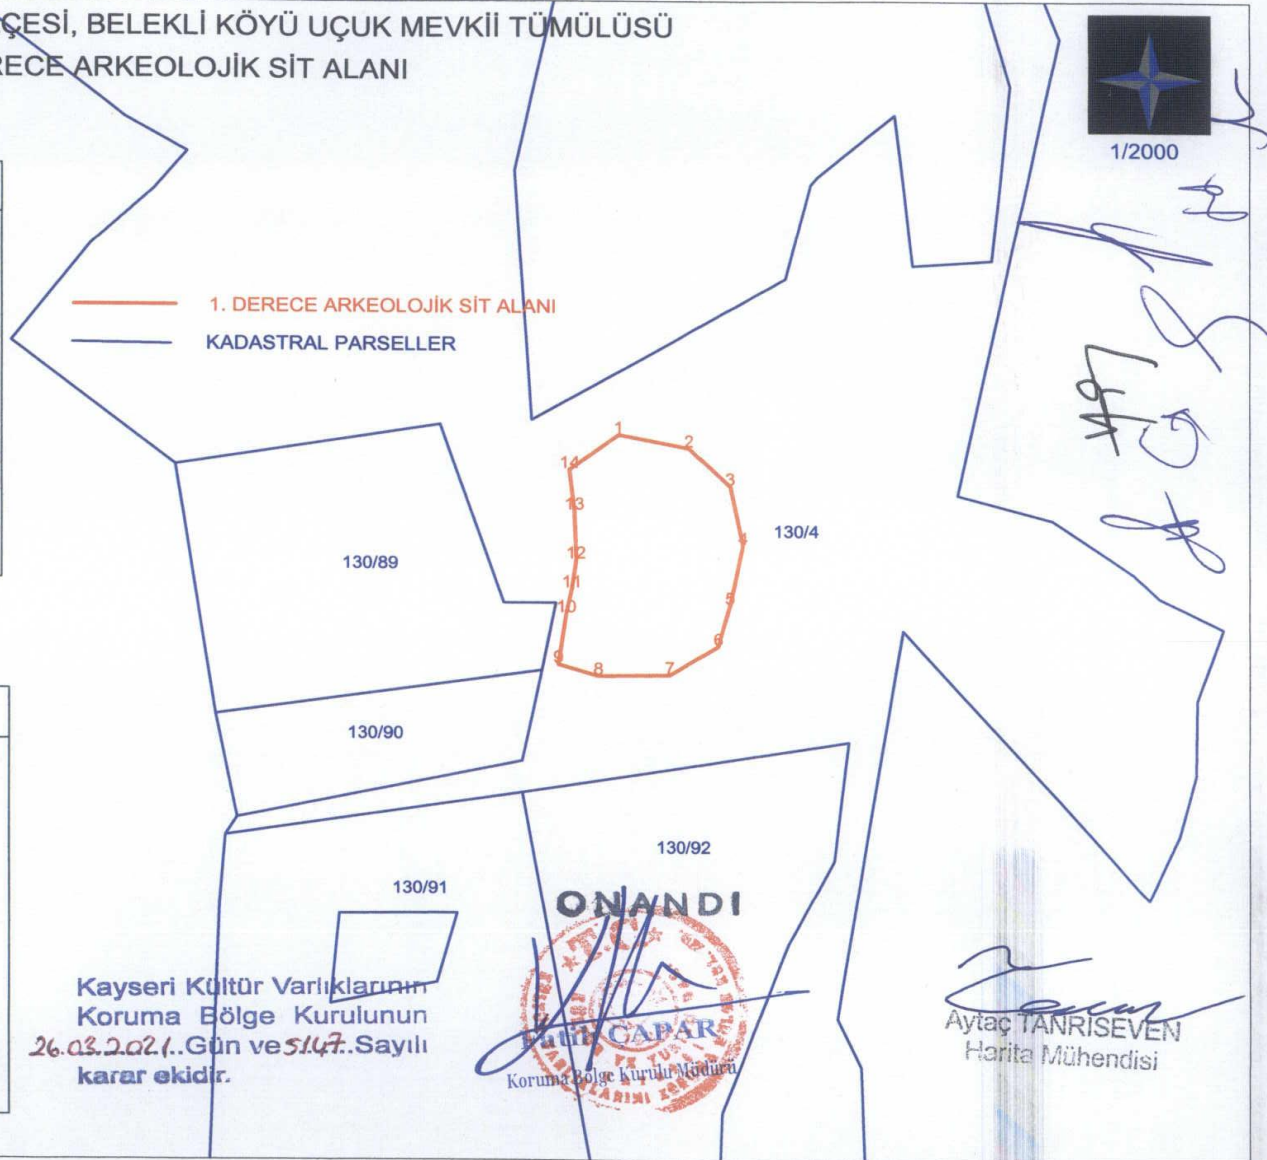 ÇESİ, BELEKLİ KÖYÜ UÇUK MEVKİİ TÜMÜLÜSÜ
RECE ARKEOLOJİK SİT ALANI
1/2000
1. DERECE ARKEOLOJİK SİT ALANI
KADASTRAL PARSELLER
1
2
3
4
5
6
7
8
9
10
11
12
13
14
130/4
130/89
130/90
130/91
130/92
ONANDI
T.C.
Fatih ÇAPAR
Koruma Bölge Kurulu Müdürü
Kayseri Kültür Varlıklarının
Koruma Bölge Kurulunun
26.03.2021..Gün ve 5147..Sayılı
karar ekidir.
Aytaç TANRISEVEN
Harita Mühendisi